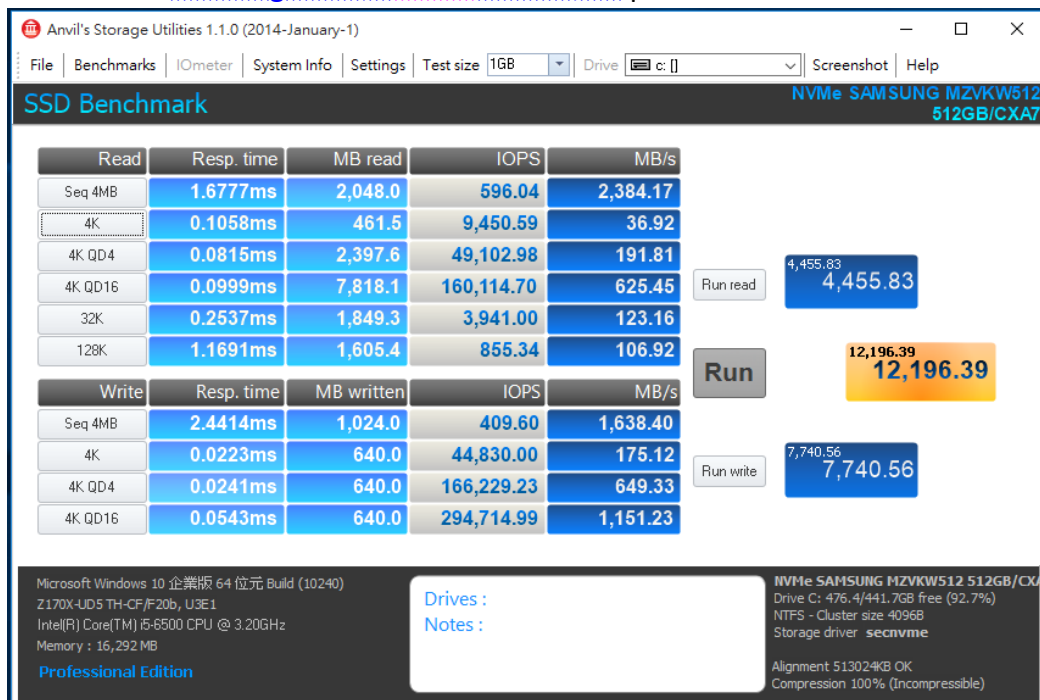 Anvil's Storage Utilities 1.1.0 (2014-January-1)
File Benchmarks IOmeter System Info Settings Test size 1GB Drive c: [] Screenshot Help
SSD Benchmark
NVMe SAMSUNG MZVKW512
512GB/CXA7
Read Resp. time MB read IOPS MB/s
Seq 4MB 1.6777ms 2,048.0 596.04 2,384.17
4K 0.1058ms 461.5 9,450.59 36.92
4K QD4 0.0815ms 2,397.6 49,102.98 191.81
4K QD16 0.0999ms 7,818.1 160,114.70 625.45
32K 0.2537ms 1,849.3 3,941.00 123.16
128K 1.1691ms 1,605.4 855.34 106.92
Run read
4,455.83
4,455.83
Run
12,196.39
12,196.39
Write Resp. time MB written IOPS MB/s
Seq 4MB 2.4414ms 1,024.0 409.60 1,638.40
4K 0.0223ms 640.0 44,830.00 175.12
4K QD4 0.0241ms 640.0 166,229.23 649.33
4K QD16 0.0543ms 640.0 294,714.99 1,151.23
Run write
7,740.56
7,740.56
Microsoft Windows 10 企業版 64 位元 Build (10240)
Z170X-UD5 TH-CF/F20b, U3E1
Intel(R) Core(TM) i5-6500 CPU @ 3.20GHz
Memory : 16,292 MB
Professional Edition
Drives :
Notes :
NVMe SAMSUNG MZVKW512 512GB/CX
Drive C: 476.4/441.7GB free (92.7%)
NTFS - Cluster size 4096B
Storage driver secnvme
Alignment 513024KB OK
Compression 100% (Incompressible)